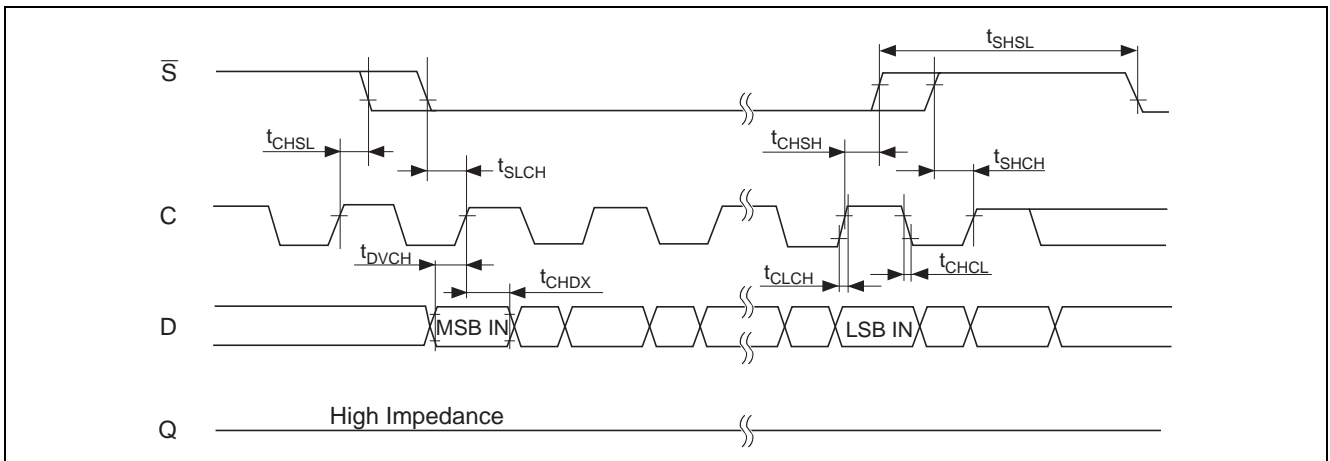 tSHSL
S̅
tCHSL
tSLCH
tCHSH
tSHCH
C
tDVCH
tCHDX
tCLCH
tCHCL
D
MSB IN
LSB IN
High Impedance
Q